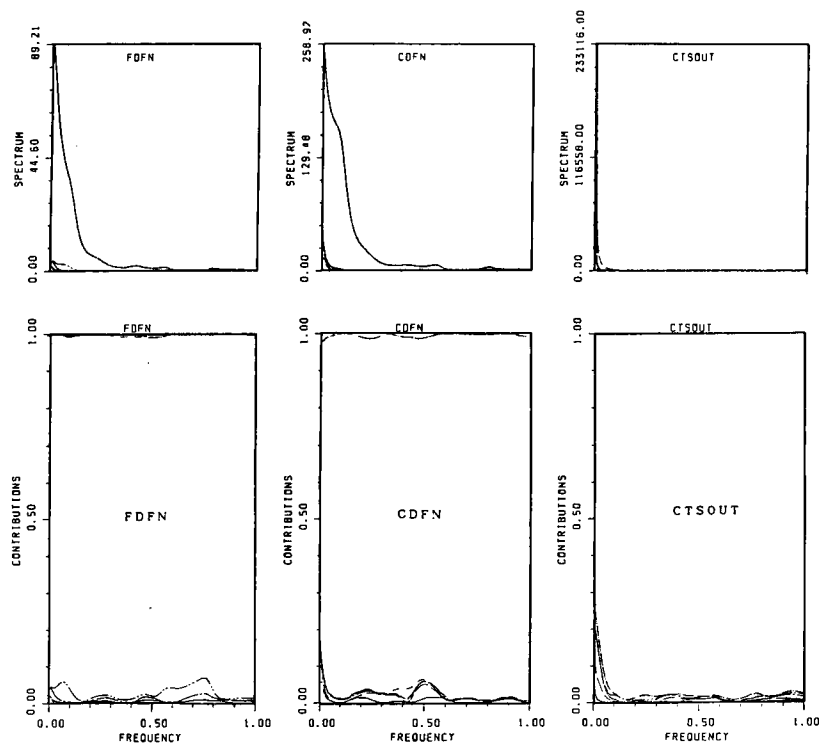 89.21
FDFN
SPECTRUM
44.60
0.00
258.97
CDFN
SPECTRUM
129.48
0.00
233116.00
CTSOUT
SPECTRUM
116558.00
0.00
FDFN
1.00
CONTRIBUTIONS
0.50
FDFN
0.00
0.00
0.50
1.00
FREQUENCY
CDFN
1.00
CONTRIBUTIONS
0.50
CDFN
0.00
0.00
0.50
1.00
FREQUENCY
CTSOUT
1.00
CONTRIBUTIONS
0.50
CTSOUT
0.00
0.00
0.50
1.00
FREQUENCY